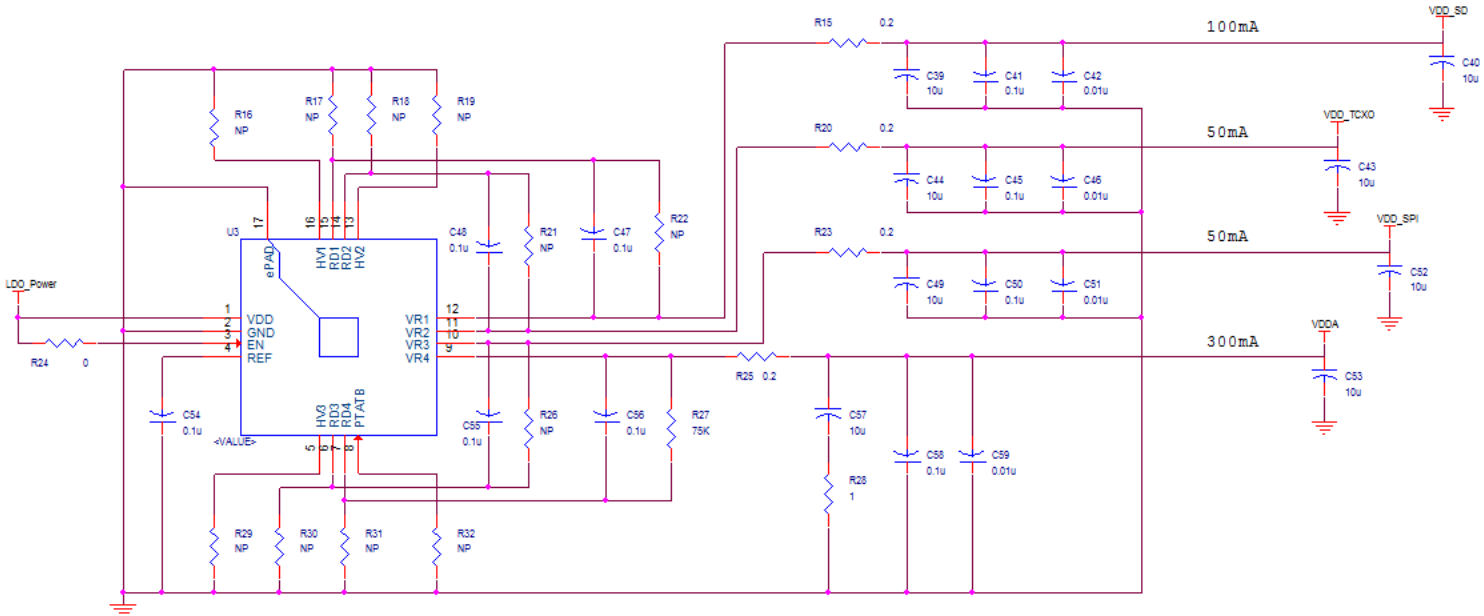 VDD_SD
R15 0.2
100mA
C39
10u
C41
0.1u
C42
0.01u
C40
10u
R16
NP
R17
NP
R18
NP
R19
NP
VDD_TCXO
R20 0.2
50mA
C44
10u
C45
0.1u
C46
0.01u
C43
10u
17
16
15
14
13
ePAD
HV1
RD1
RD2
HV2
U3
C48
0.1u
R21
NP
C47
0.1u
R22
NP
VDD_SPI
R23 0.2
50mA
C49
10u
C50
0.1u
C51
0.01u
C52
10u
LDO_Power
1
2
3
4
VDD
GND
EN
REF
VR1
VR2
VR3
VR4
12
11
10
9
R24 0
VDDA
300mA
R25 0.2
C53
10u
C54
0.1u
<VALUE>
HV3
RD3
RD4
PTATB
5
6
7
8
C55
0.1u
R26
NP
C56
0.1u
R27
75K
C57
10u
C58
0.1u
C59
0.01u
R28
1
R29
NP
R30
NP
R31
NP
R32
NP